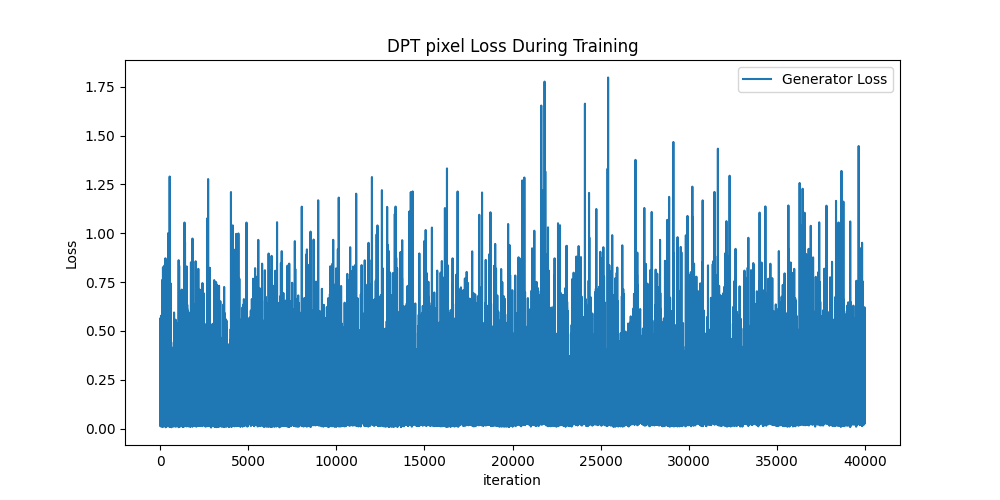 DPT pixel Loss During Training
Generator Loss
Loss
1.75
1.50
1.25
1.00
0.75
0.50
0.25
0.00
0 5000 10000 15000 20000 25000 30000 35000 40000
iteration